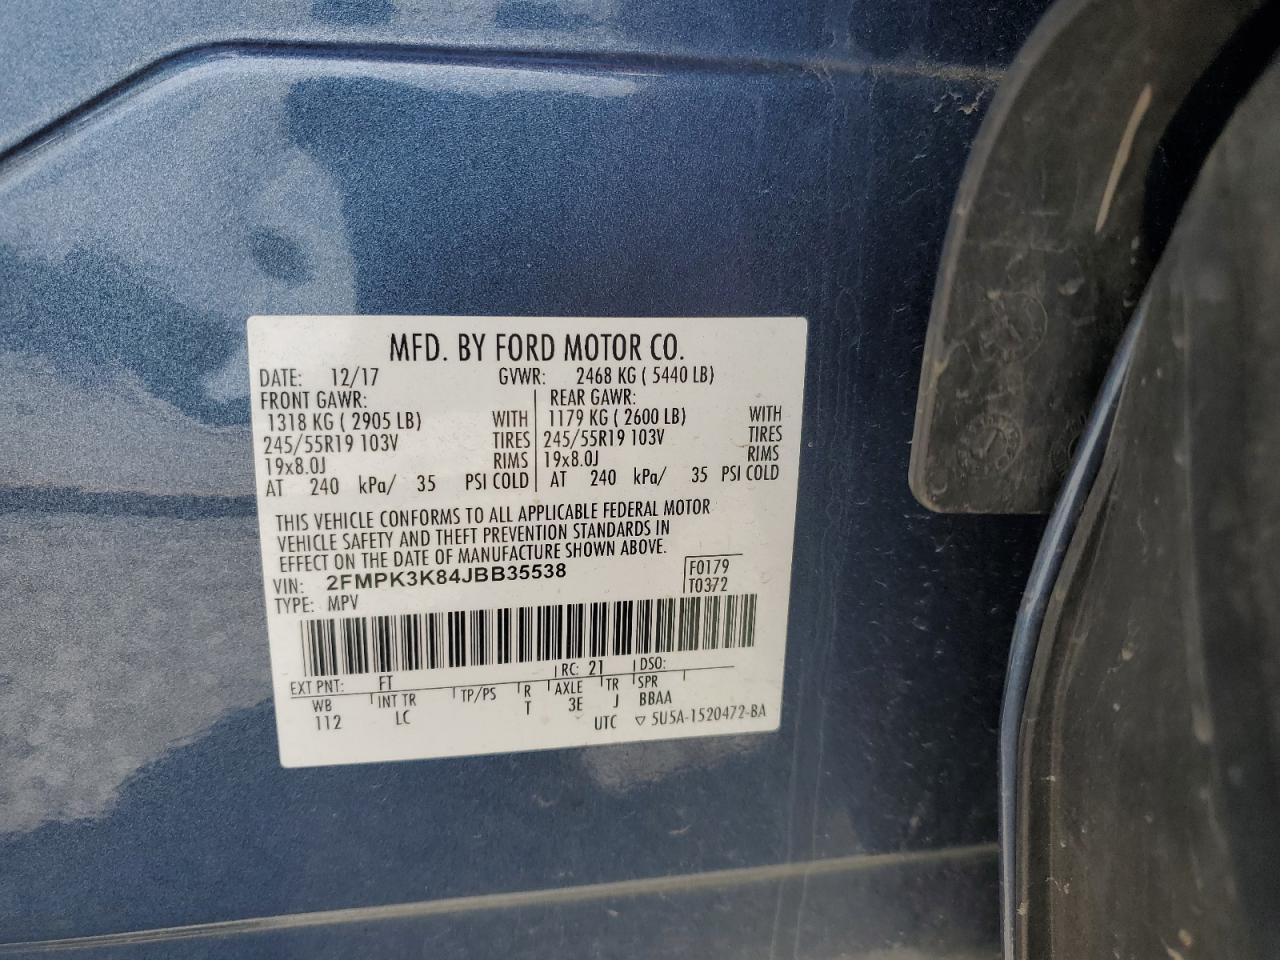 MFD. BY FORD MOTOR CO.
DATE: 12/17 GVWR: 2468 KG ( 5440 LB)
FRONT GAWR: REAR GAWR:
1318 KG ( 2905 LB) WITH 1179 KG ( 2600 LB) WITH
245/55R19 103V TIRES 245/55R19 103V TIRES
19x8.0J RIMS 19x8.0J RIMS
AT 240 kPa/ 35 PSI COLD AT 240 kPa/ 35 PSI COLD
THIS VEHICLE CONFORMS TO ALL APPLICABLE FEDERAL MOTOR
VEHICLE SAFETY AND THEFT PREVENTION STANDARDS IN
EFFECT ON THE DATE OF MANUFACTURE SHOWN ABOVE.
VIN: 2FMPK3K84JBB35538 F0179
TYPE: MPV T0372
EXT PNT: FT RC: 21 DSO:
WB INT TR TP/PS R AXLE TR SPR
112 LC T 3E J BBAA
UTC ▽ 5U5A-1520472-BA